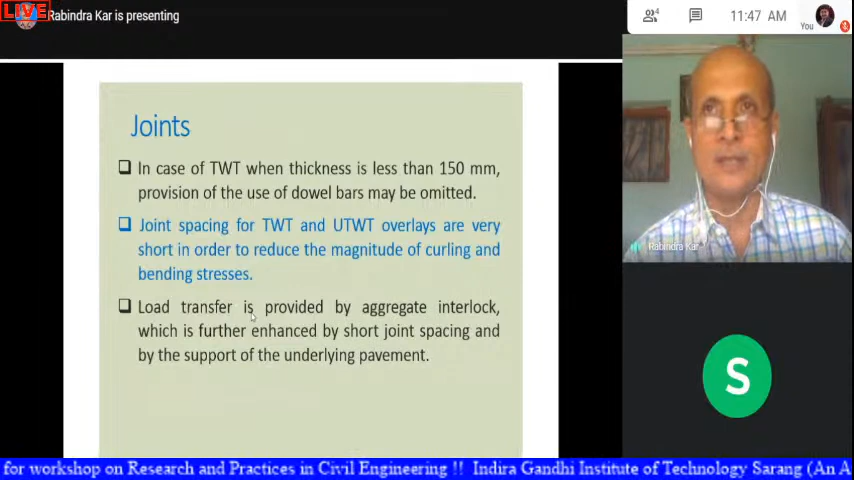 LIVE
Rabindra Kar is presenting
4
11:47 AM
You
Joints
In case of TWT when thickness is less than 150 mm,
provision of the use of dowel bars may be omitted.
Joint spacing for TWT and UTWT overlays are very
short in order to reduce the magnitude of curling and
bending stresses.
Load transfer is provided by aggregate interlock,
which is further enhanced by short joint spacing and
by the support of the underlying pavement.
Rabindra Kar
S
for workshop on Research and Practices in Civil Engineering !! Indira Gandhi Institute of Technology Sarang (An A